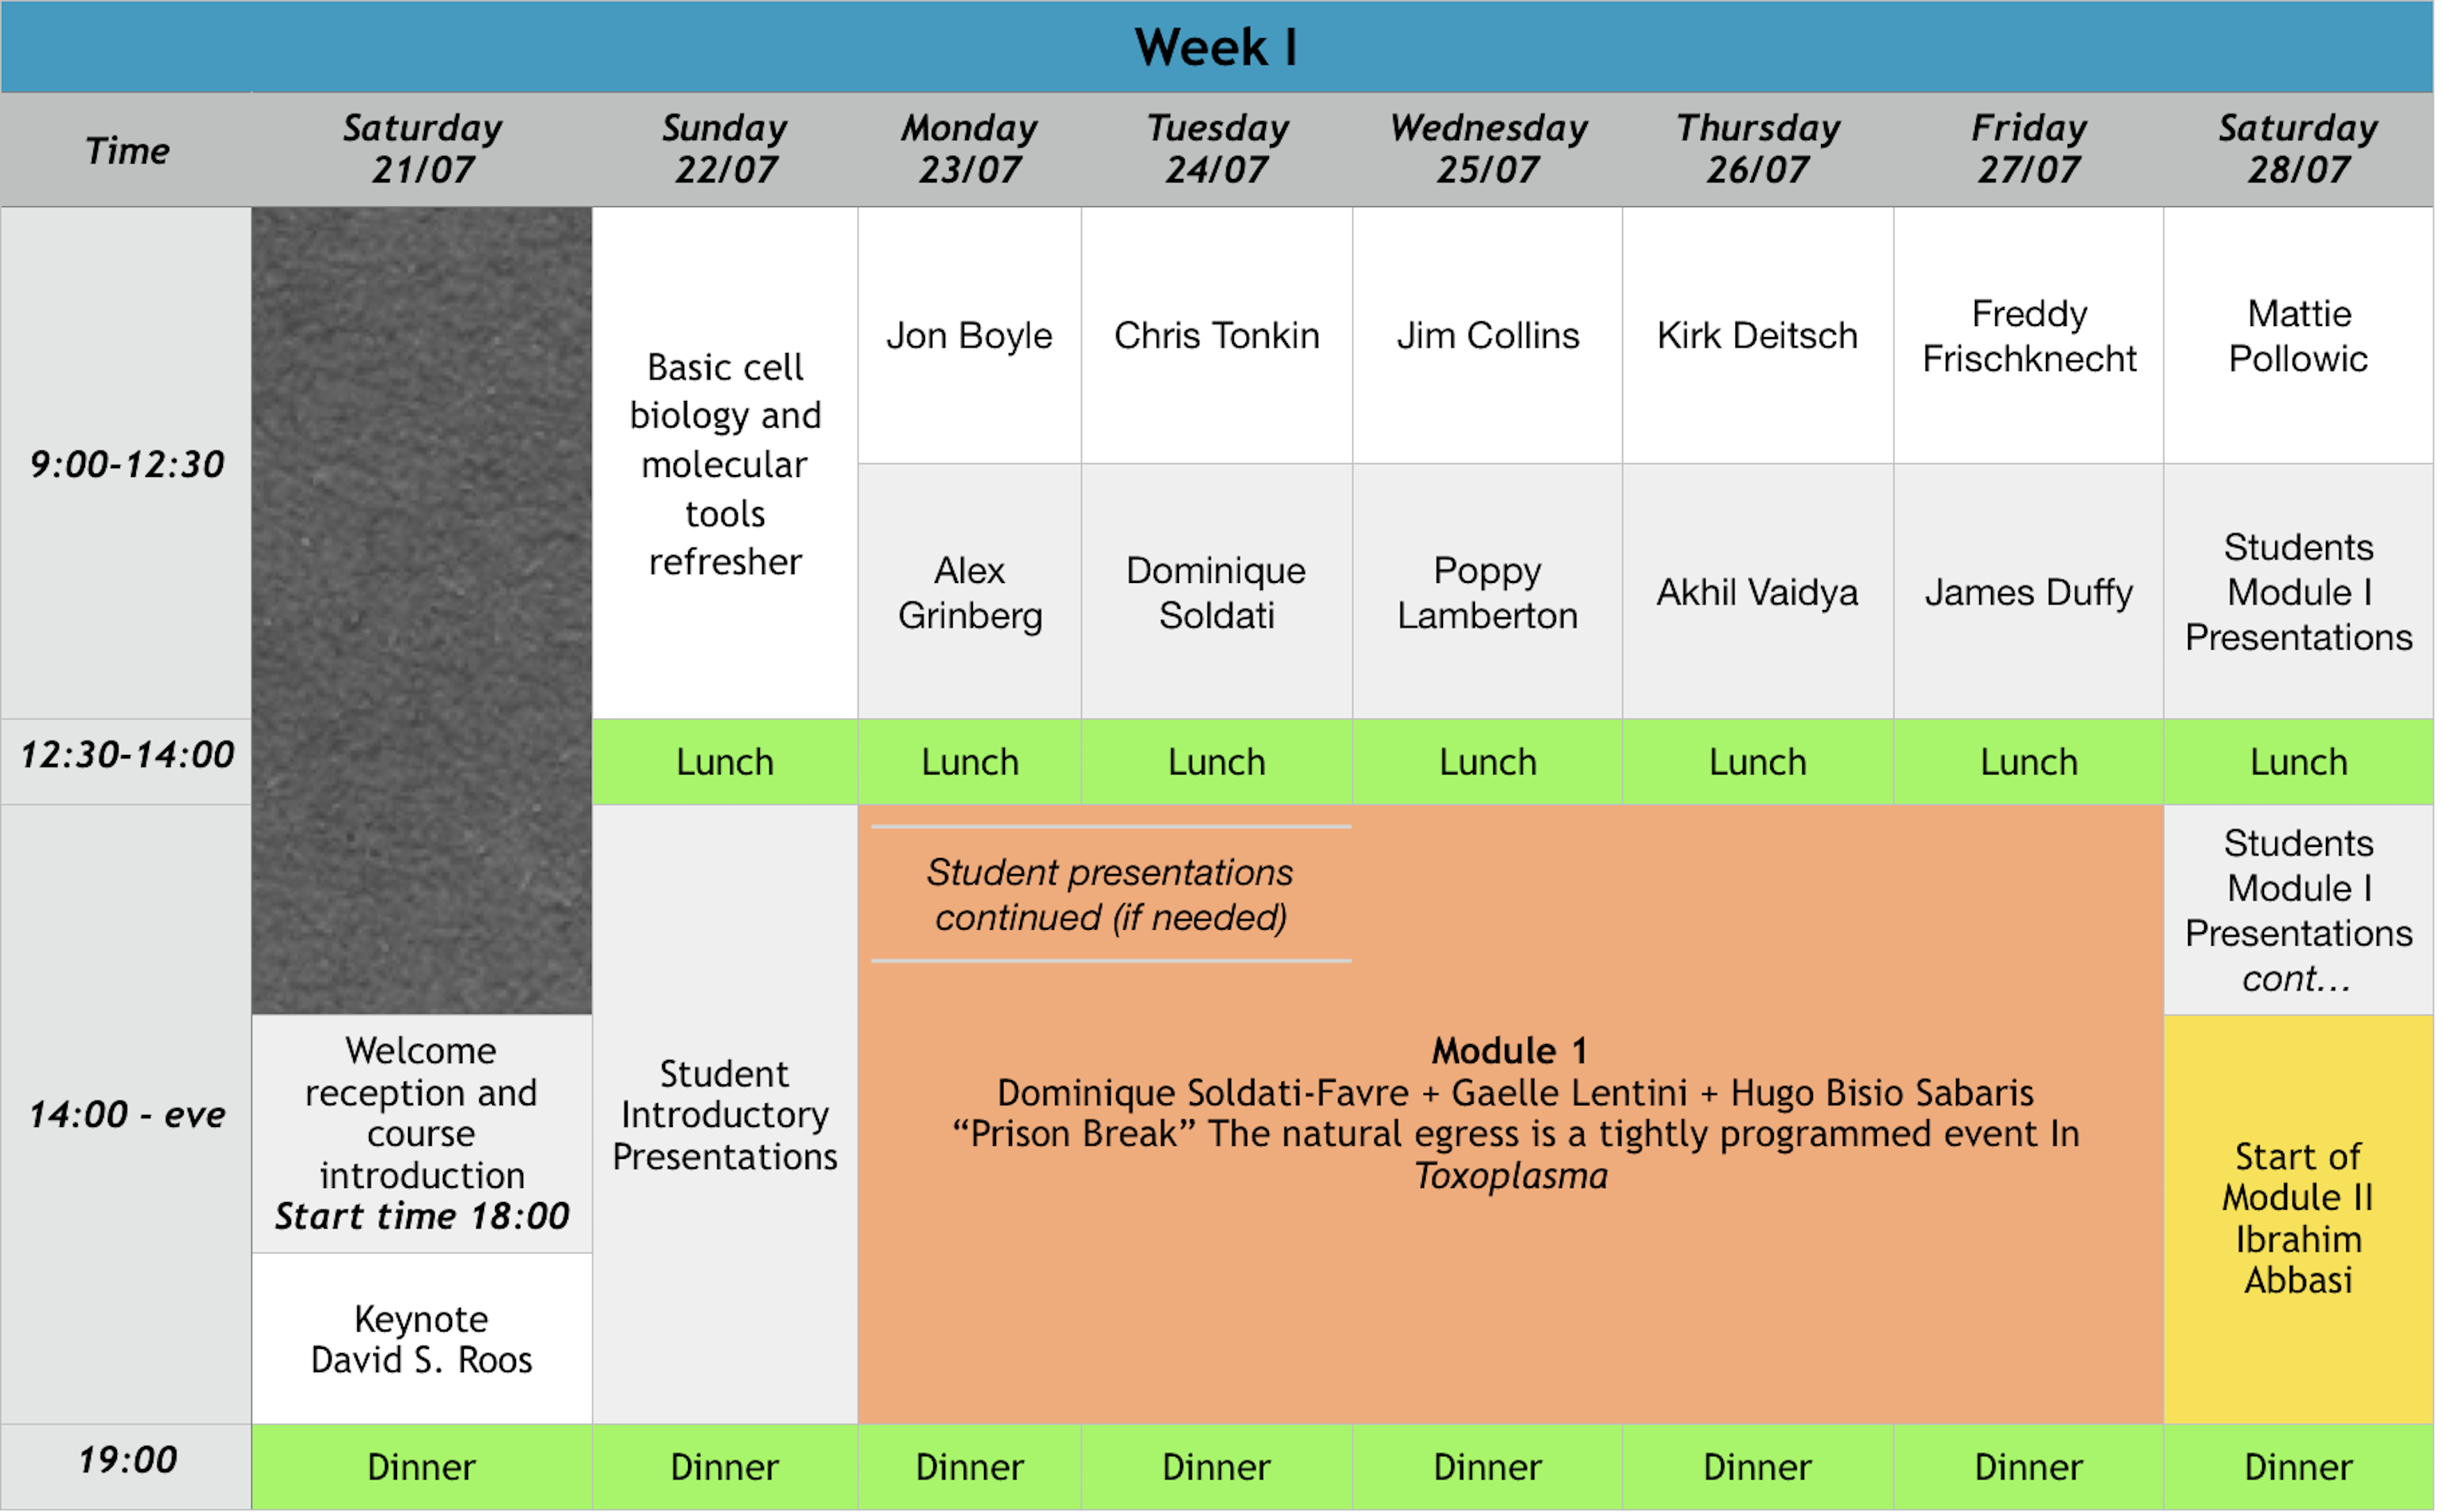 Week I
Time
Saturday
21/07
Sunday
22/07
Monday
23/07
Tuesday
24/07
Wednesday
25/07
Thursday
26/07
Friday
27/07
Saturday
28/07
9:00-12:30
Basic cell
biology and
molecular
tools
refresher
Jon Boyle
Chris Tonkin
Jim Collins
Kirk Deitsch
Freddy
Frischknecht
Mattie
Pollowic
Alex
Grinberg
Dominique
Soldati
Poppy
Lamberton
Akhil Vaidya
James Duffy
Students
Module I
Presentations
12:30-14:00
Lunch
Lunch
Lunch
Lunch
Lunch
Lunch
Lunch
14:00 - eve
Welcome
reception and
course
introduction
Start time 18:00
Keynote
David S. Roos
Student
Introductory
Presentations
Student presentations
continued (if needed)
Module 1
Dominique Soldati-Favre + Gaelle Lentini + Hugo Bisio Sabaris
“Prison Break” The natural egress is a tightly programmed event In
Toxoplasma
Students
Module I
Presentations
cont...
Start of
Module II
Ibrahim
Abbasi
19:00
Dinner
Dinner
Dinner
Dinner
Dinner
Dinner
Dinner
Dinner